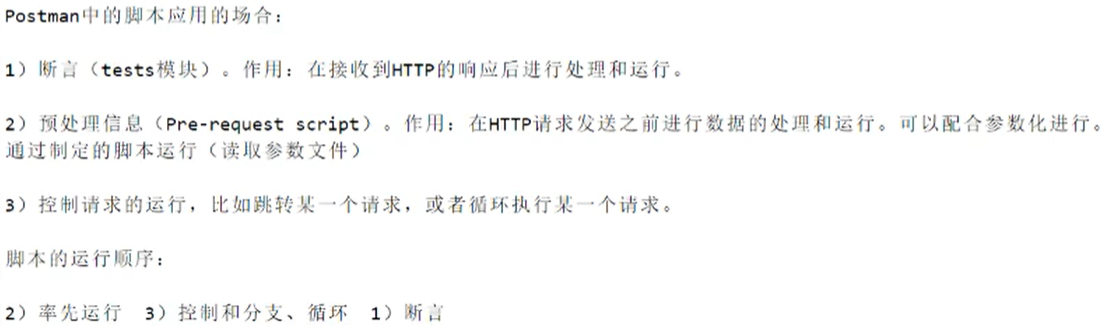 Postman中的脚本应用的场合：
1）断言（tests模块）。作用：在接收到HTTP的响应后进行处理和运行。
2）预处理信息（Pre-request script）。作用：在HTTP请求发送之前进行数据的处理和运行。可以配合参数化进行。
通过制定的脚本运行（读取参数文件）
3）控制请求的运行，比如跳转某一个请求，或者循环执行某一个请求。
脚本的运行顺序：
2）率先运行 3）控制和分支、循环 1）断言